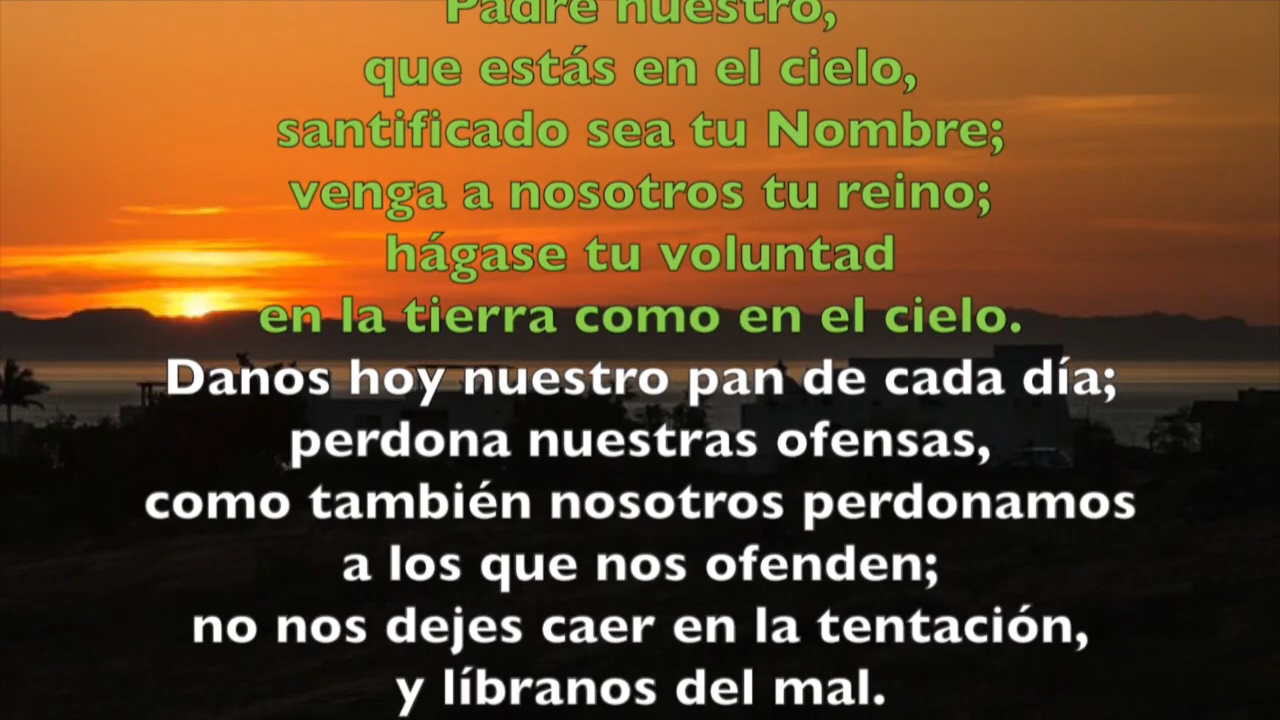 Padre nuestro,
que estás en el cielo,
santificado sea tu Nombre;
venga a nosotros tu reino;
hágase tu voluntad
en la tierra como en el cielo.
Danos hoy nuestro pan de cada día;
perdona nuestras ofensas,
como también nosotros perdonamos
a los que nos ofenden;
no nos dejes caer en la tentación,
y líbranos del mal.